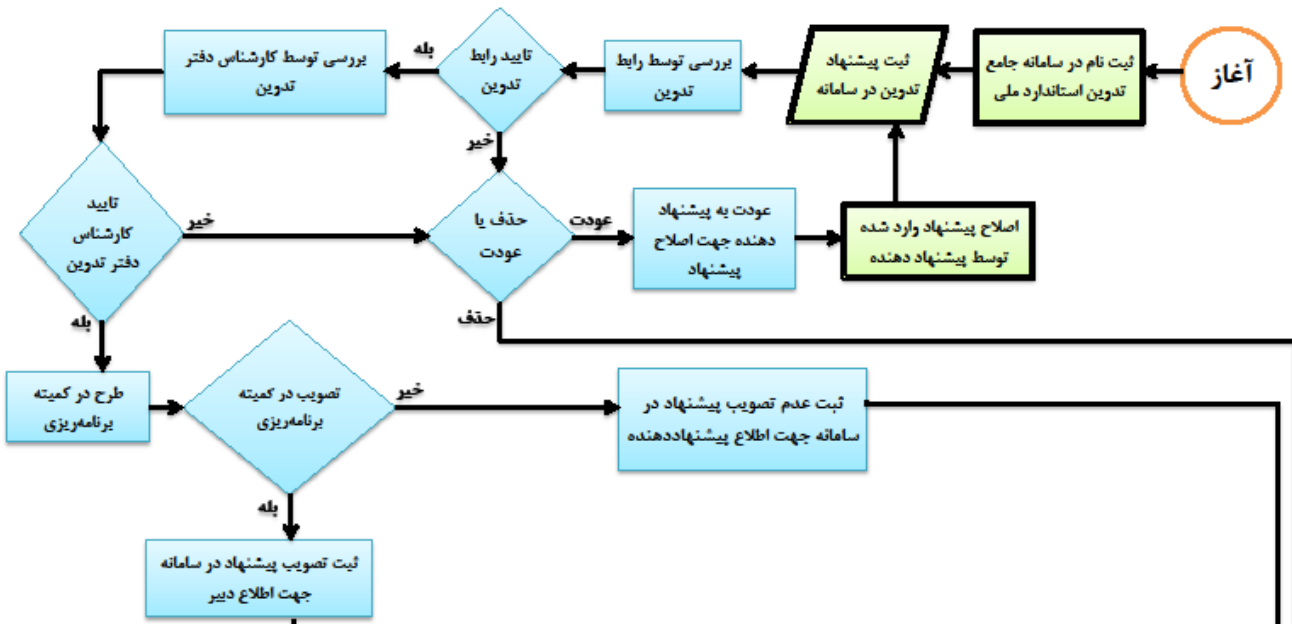 آغاز
ثبت نام در سامانه جامع
تدوین استاندارد ملی
ثبت پیشنهاد
تدوین در سامانه
بررسی توسط رابط
تدوین
تایید رابط
تدوین
بله
خیر
بررسی توسط کارشناس دفتر
تدوین
تایید
کارشناس
دفتر تدوین
خیر
بله
حذف یا
عودت
عودت
حذف
عودت به پیشنهاد
دهنده جهت اصلاح
پیشنهاد
اصلاح پیشنهاد وارد شده
توسط پیشنهاد دهنده
طرح در کمیته
برنامه‌ریزی
تصویب در کمیته
برنامه‌ریزی
خیر
بله
ثبت عدم تصویب پیشنهاد در
سامانه جهت اطلاع پیشنهاددهنده
ثبت تصویب پیشنهاد در سامانه
جهت اطلاع دبیر